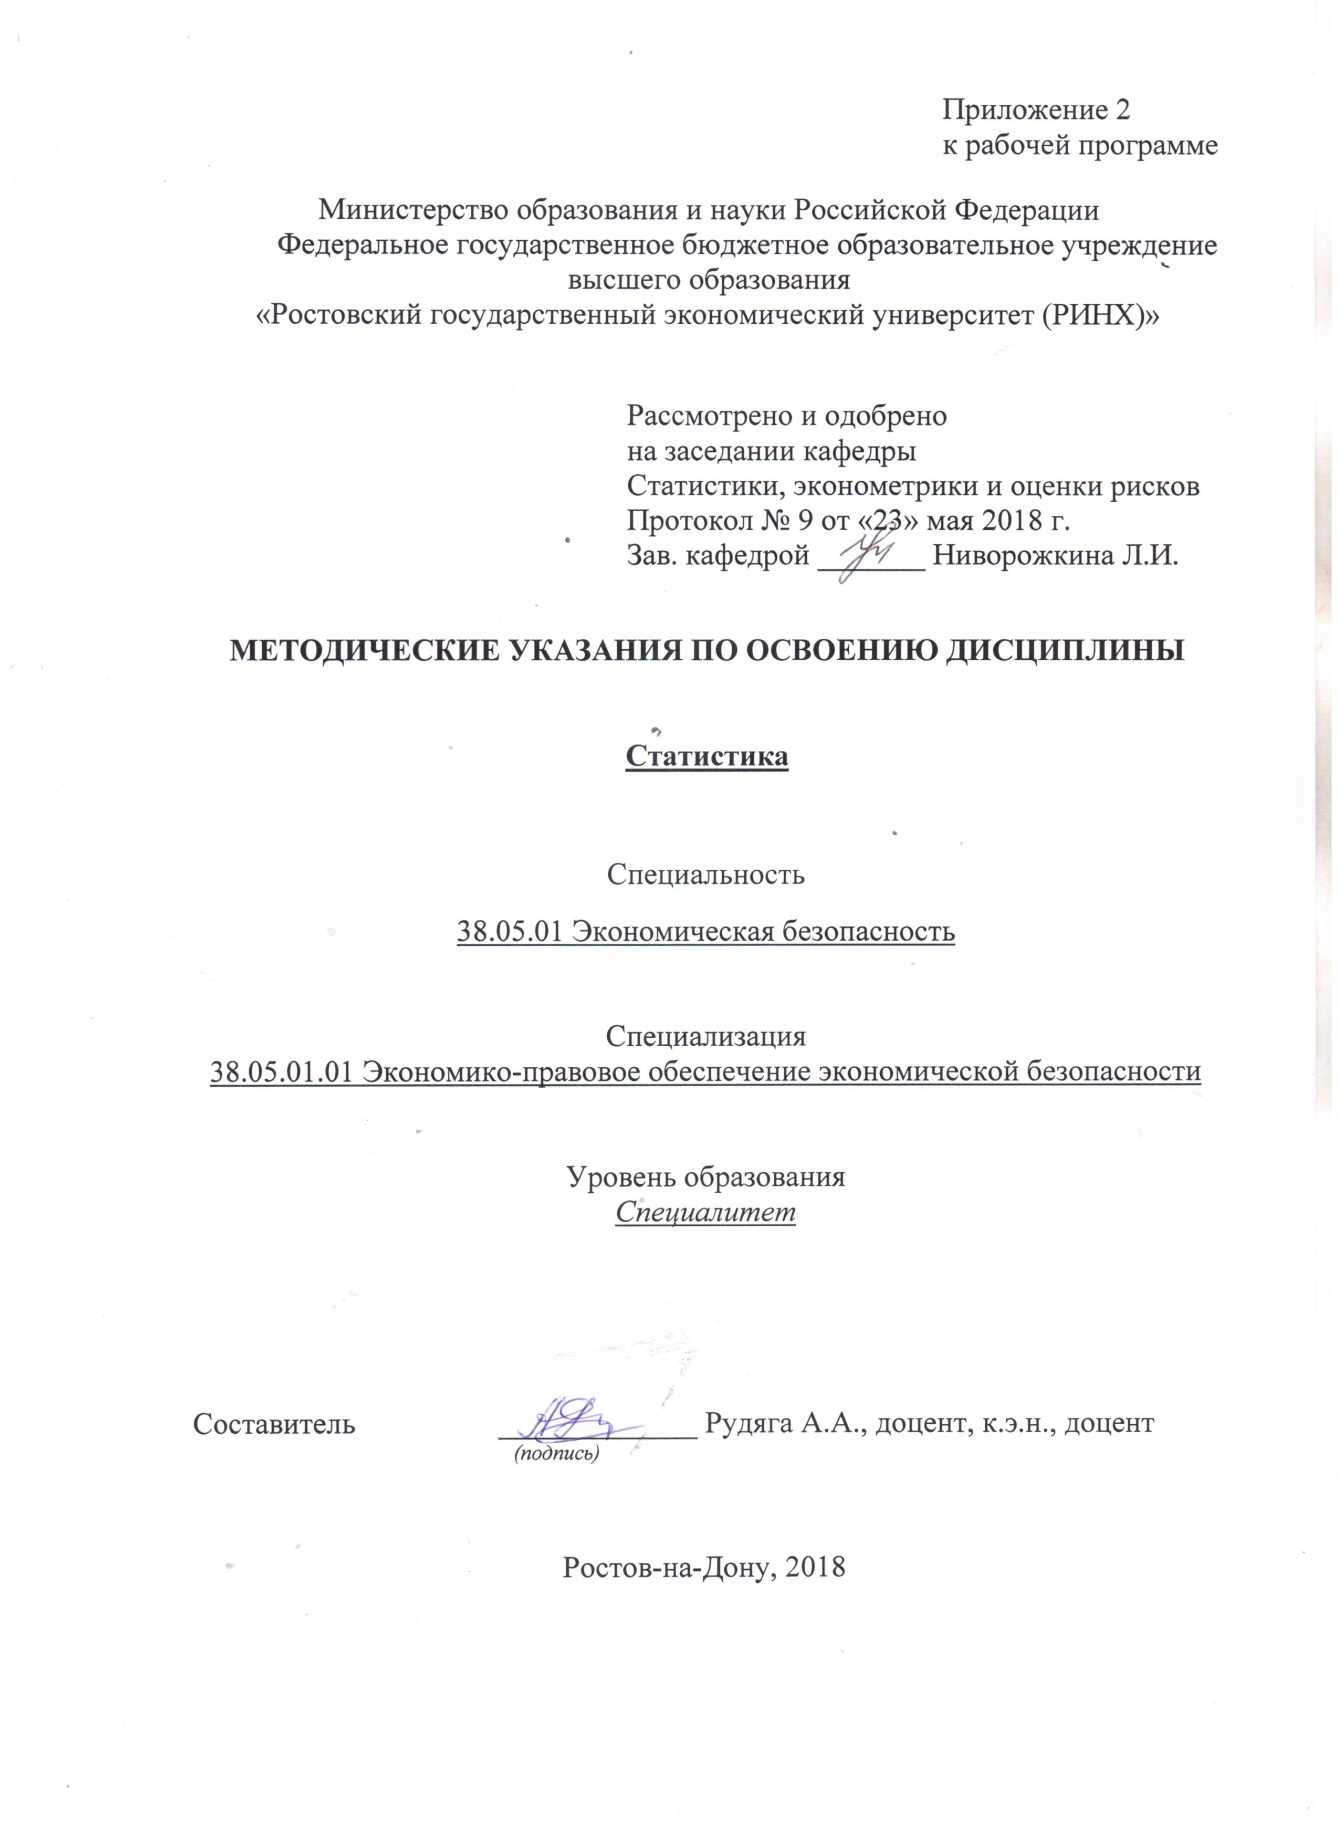 Приложение 2
к рабочей программе
Министерство образования и науки Российской Федерации
Федеральное государственное бюджетное образовательное учреждение
высшего образования
«Ростовский государственный экономический университет (РИНХ)»
Рассмотрено и одобрено
на заседании кафедры
Статистики, эконометрики и оценки рисков
Протокол № 9 от «23» мая 2018 г.
Зав. кафедрой ________ Ниворожкина Л.И.
МЕТОДИЧЕСКИЕ УКАЗАНИЯ ПО ОСВОЕНИЮ ДИСЦИПЛИНЫ
Статистика
Специальность
38.05.01 Экономическая безопасность
Специализация
38.05.01.01 Экономико-правовое обеспечение экономической безопасности
Уровень образования
Специалитет
Составитель ______________ Рудяга А.А., доцент, к.э.н., доцент
(подпись)
Ростов-на-Дону, 2018